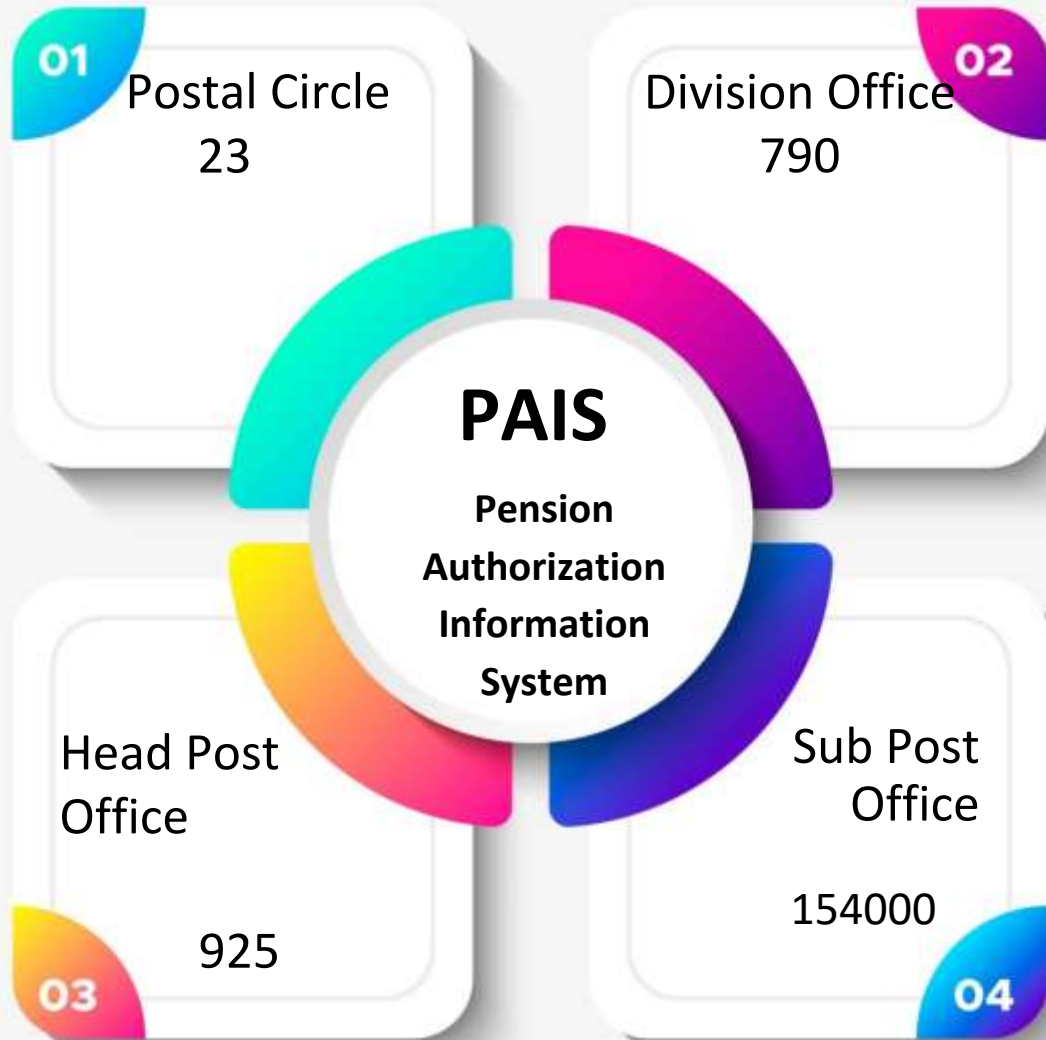 01
Postal Circle
23
02
Division Office
790
PAIS
Pension
Authorization
Information
System
Head Post
Office
925
03
Sub Post
Office
154000
04